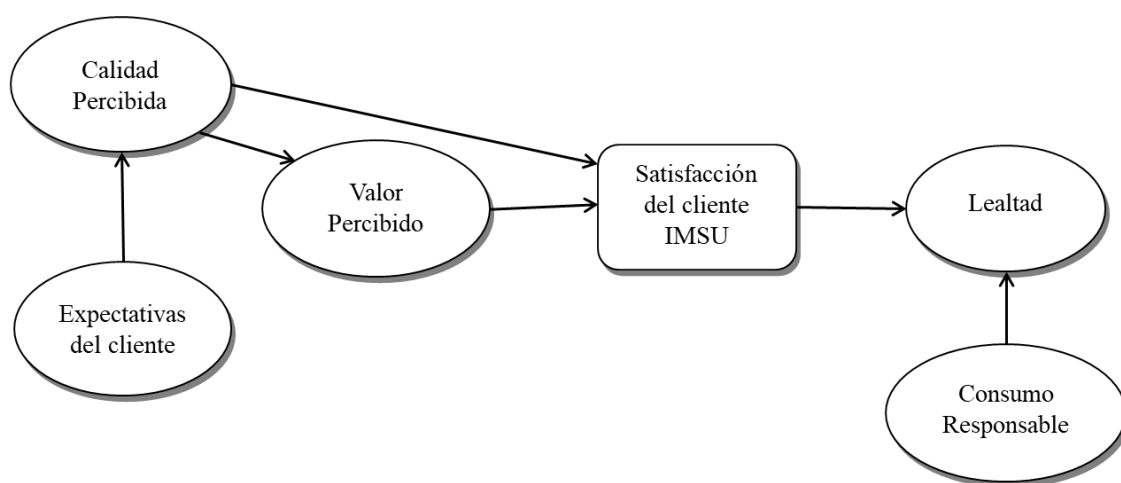 Calidad
Percibida
Valor
Percibido
Satisfacción
del cliente
IMSU
Lealtad
Expectativas
del cliente
Consumo
Responsable